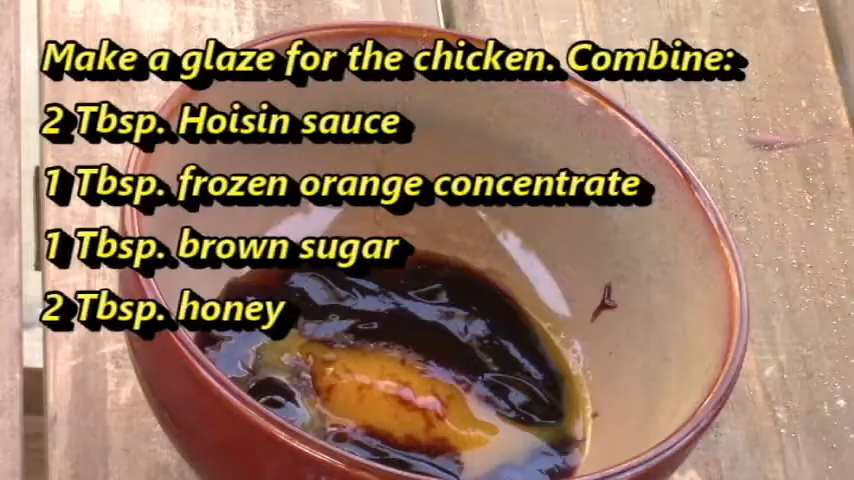 Make a glaze for the chicken. Combine:
2 Tbsp. Hoisin sauce
1 Tbsp. frozen orange concentrate
1 Tbsp. brown sugar
2 Tbsp. honey